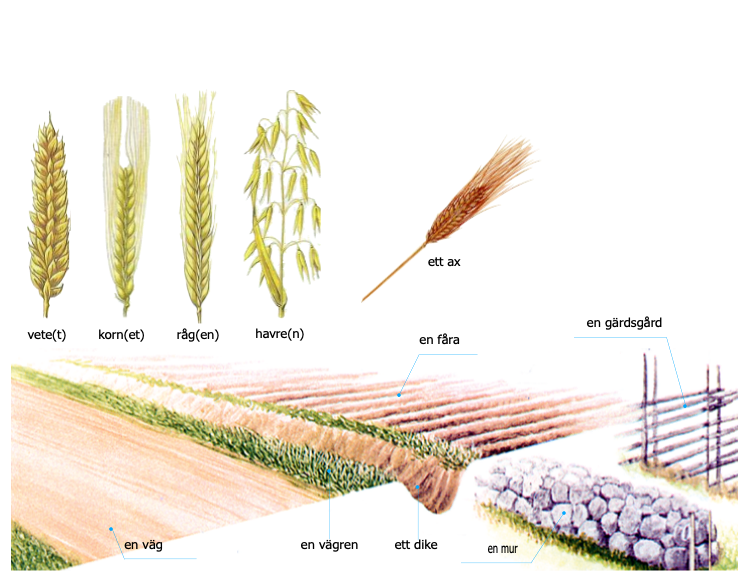 ett ax
vete(t)
korn(et)
råg(en)
havre(n)
en gärdsgård
en fåra
en väg
en vägren
ett dike
en mur